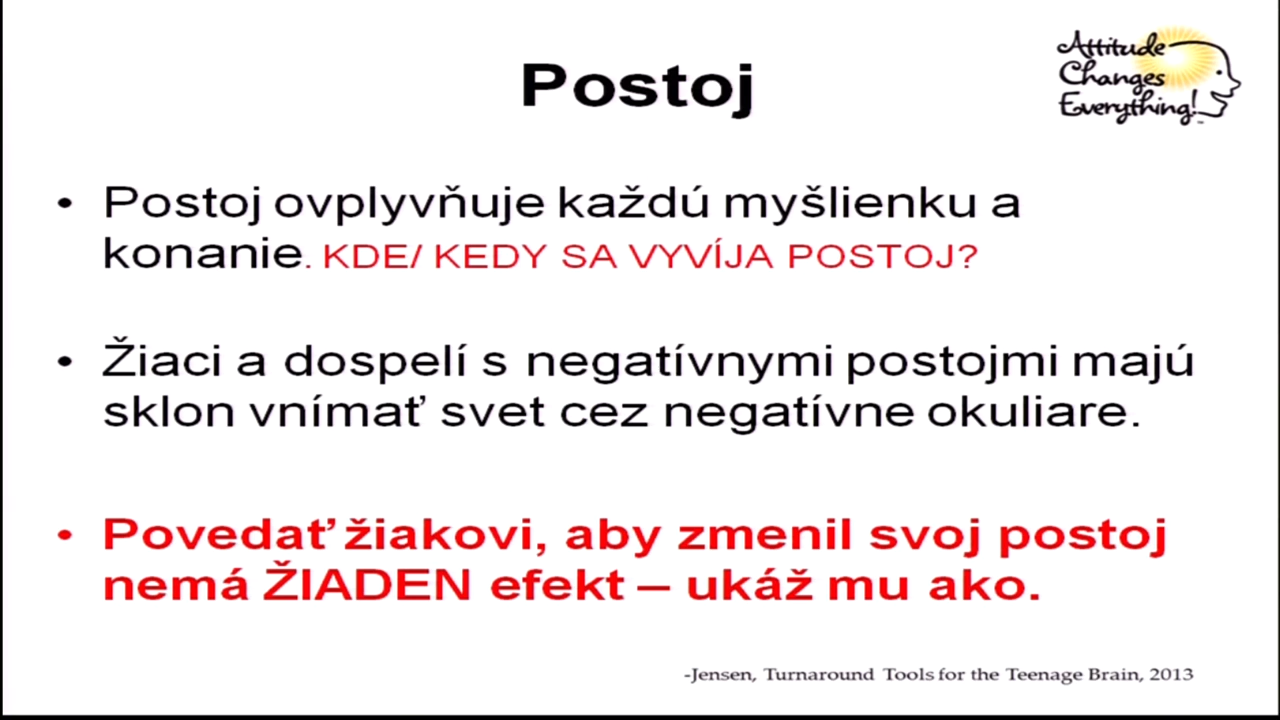 Postoj
Attitude
Changes
Everything!
• Postoj ovplyvňuje každú myšlienku a
konanie. KDE/ KEDY SA VYVÍJA POSTOJ?
• Žiaci a dospelí s negatívnymi postojmi majú
sklon vnímať svet cez negatívne okuliare.
• Povedať žiakovi, aby zmenil svoj postoj
nemá ŽIADEN efekt – ukáž mu ako.
-Jensen, Turnaround Tools for the Teenage Brain, 2013